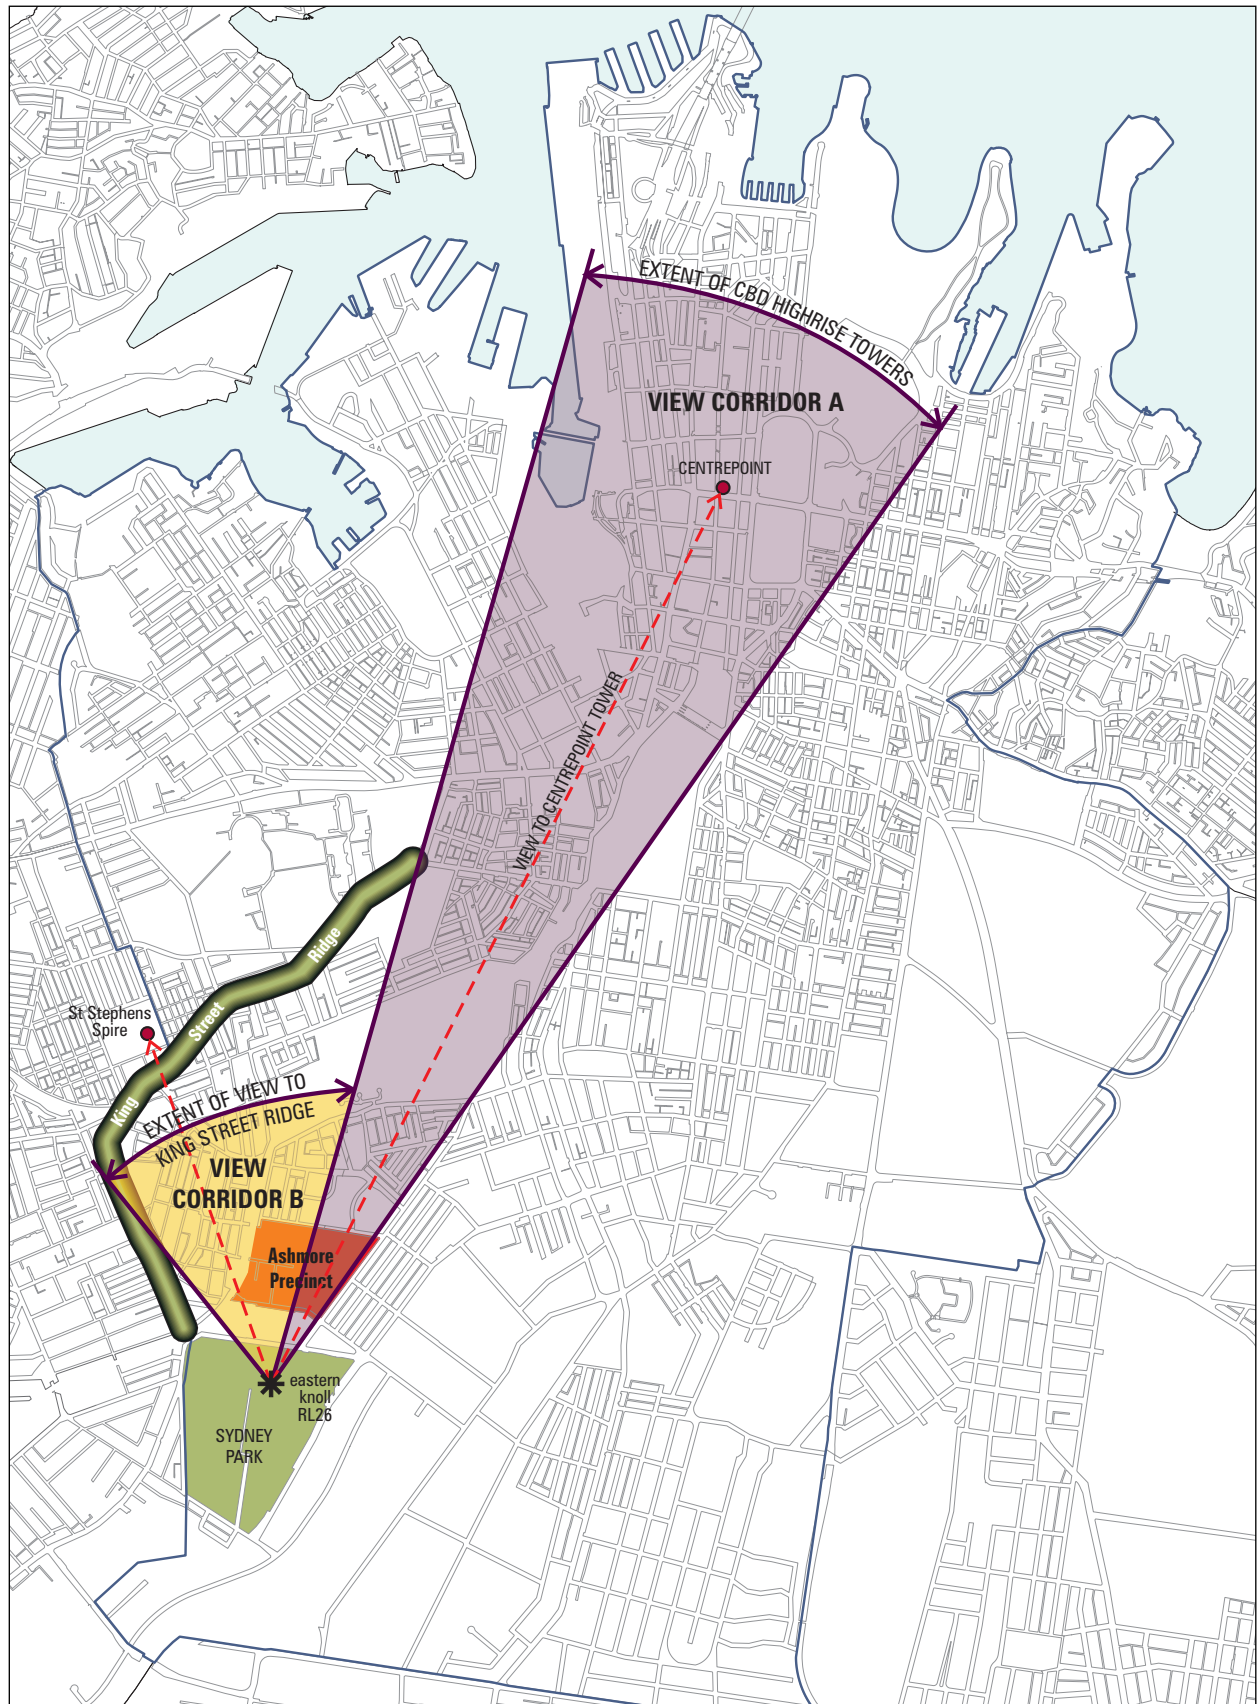 EXTENT OF CBD HIGHRISE TOWERS
VIEW CORRIDOR A
CENTREPOINT
VIEW TO CENTREPOINT TOWER
King Street Ridge
St Stephens
Spire
EXTENT OF VIEW TO
KING STREET RIDGE
VIEW
CORRIDOR B
Ashmore
Precinct
eastern
knoll
RL26
SYDNEY
PARK